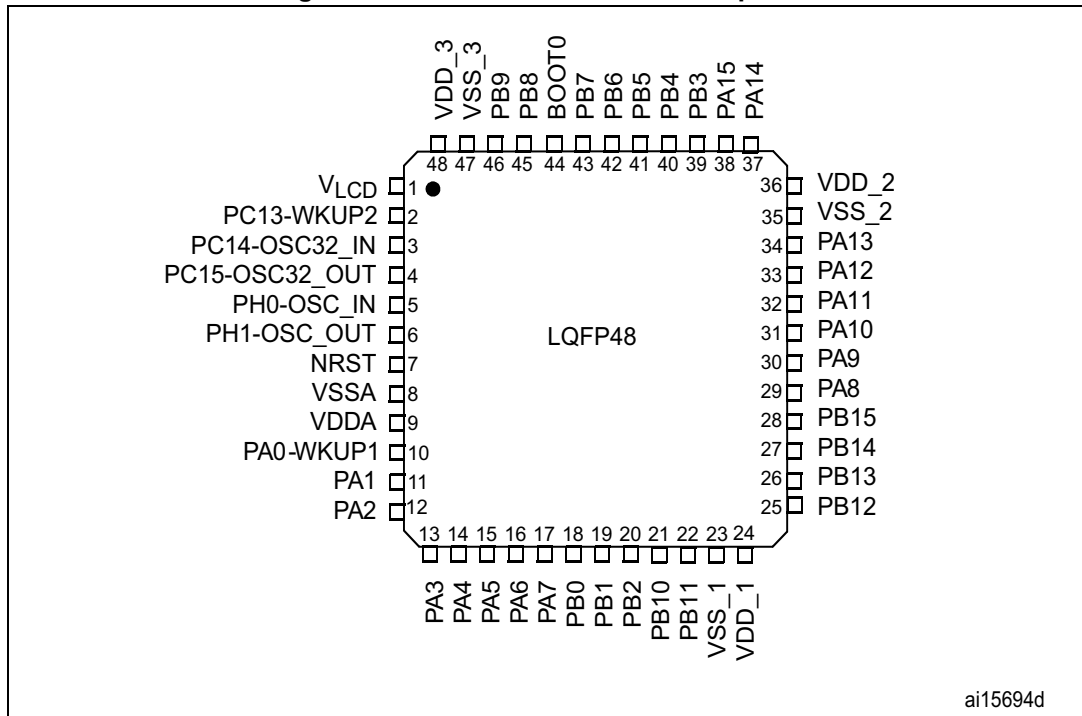 VDD_3
VSS_3
PB9
PB8
BOOT0
PB7
PB6
PB5
PB4
PB3
PA15
PA14
48 47 46 45 44 43 42 41 40 39 38 37
VLCD 1
PC13-WKUP2 2
PC14-OSC32_IN 3
PC15-OSC32_OUT 4
PH0-OSC_IN 5
PH1-OSC_OUT 6
NRST 7
VSSA 8
VDDA 9
PA0-WKUP1 10
PA1 11
PA2 12
LQFP48
36 VDD_2
35 VSS_2
34 PA13
33 PA12
32 PA11
31 PA10
30 PA9
29 PA8
28 PB15
27 PB14
26 PB13
25 PB12
13 14 15 16 17 18 19 20 21 22 23 24
PA3
PA4
PA5
PA6
PA7
PB0
PB1
PB2
PB10
PB11
VSS_1
VDD_1
ai15694d